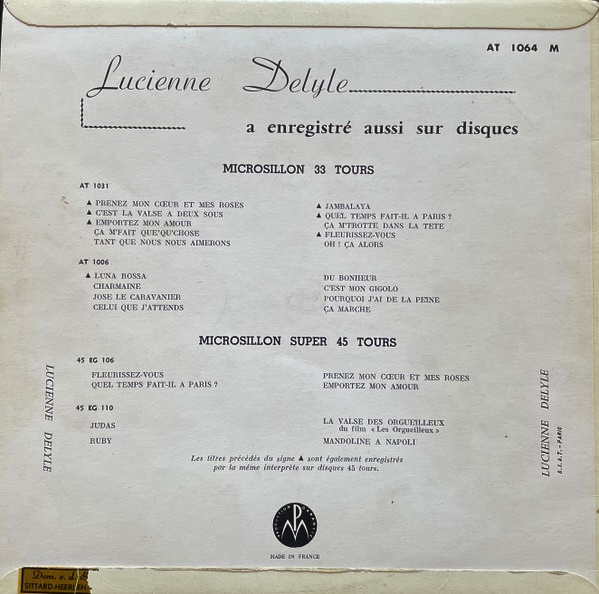 AT 1064 M
Lucienne Delyle
a enregistré aussi sur disques
MICROSILLON 33 TOURS
AT 1031
▲ PRENEZ MON CŒUR ET MES ROSES
▲ C'EST LA VALSE A DEUX SOUS
▲ EMPORTEZ MON AMOUR
ÇA M'FAIT QUEQU'CHOSE
TANT QUE NOUS NOUS AIMERONS
▲ JAMBALAYA
▲ QUEL TEMPS FAIT-IL A PARIS ?
ÇA M'TROTTE DANS LA TETE
▲ FLEURISSEZ-VOUS
OH ! ÇA ALORS
AT 1006
▲ LUNA ROSSA
CHARMAINE
JOSE LE CARAVANIER
CELUI QUE J'ATTENDS
DU BONHEUR
C'EST MON GIGOLO
POURQUOI J'AI DE LA PEINE
ÇA MARCHE
MICROSILLON SUPER 45 TOURS
45 EG 106
FLEURISSEZ-VOUS
QUEL TEMPS FAIT-IL A PARIS ?
PRENEZ MON CŒUR ET MES ROSES
EMPORTEZ MON AMOUR
45 EG 110
JUDAS
RUBY
LA VALSE DES ORGUEILLEUX
du film «Les Orgueilleux»
MANDOLINE A NAPOLI
Les titres précédés du signe ▲ sont également enregistrés
par la même interprète sur disques 45 tours.
LUCIENNE DELYLE
LUCIENNE DELYLE
S.I.A.T. - PARIS
MADE IN FRANCE
Dom. e. d.
SITTARD-HEERLEN